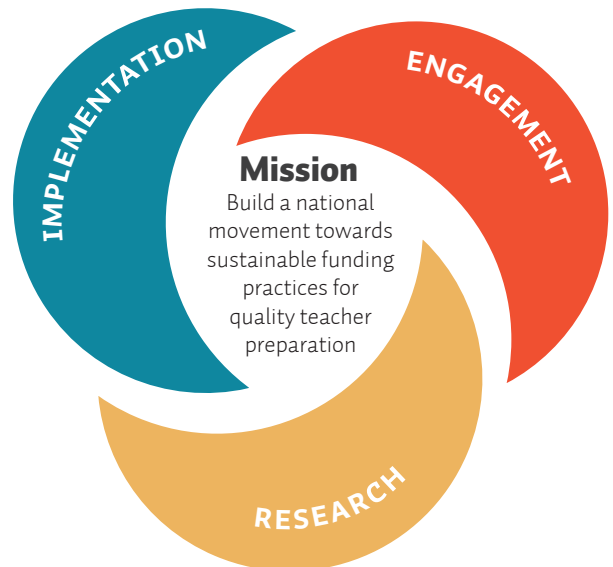 IMPLEMENTATION
ENGAGEMENT
Mission
Build a national
movement towards
sustainable funding
practices for
quality teacher
preparation
RESEARCH